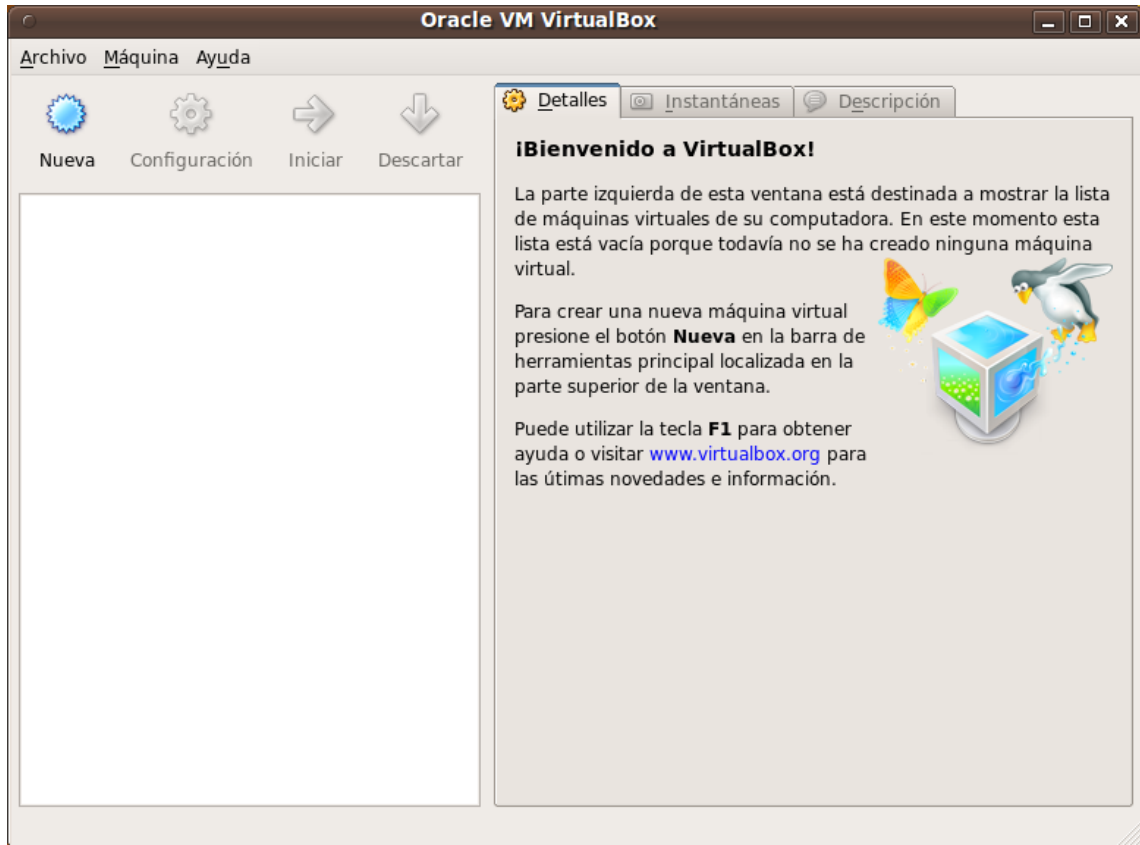 Oracle VM VirtualBox
Archivo Máquina Ayuda
Nueva Configuración Iniciar Descartar
Detalles Instantáneas Descripción
¡Bienvenido a VirtualBox!
La parte izquierda de esta ventana está destinada a mostrar la lista
de máquinas virtuales de su computadora. En este momento esta
lista está vacía porque todavía no se ha creado ninguna máquina
virtual.
Para crear una nueva máquina virtual
presione el botón Nueva en la barra de
herramientas principal localizada en la
parte superior de la ventana.
Puede utilizar la tecla F1 para obtener
ayuda o visitar www.virtualbox.org para
las útimas novedades e información.